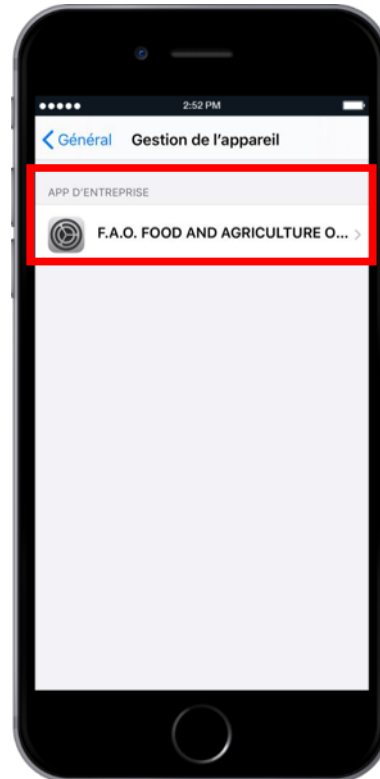 2:52 PM
Général Gestion de l'appareil
APP D'ENTREPRISE
F.A.O. FOOD AND AGRICULTURE O...